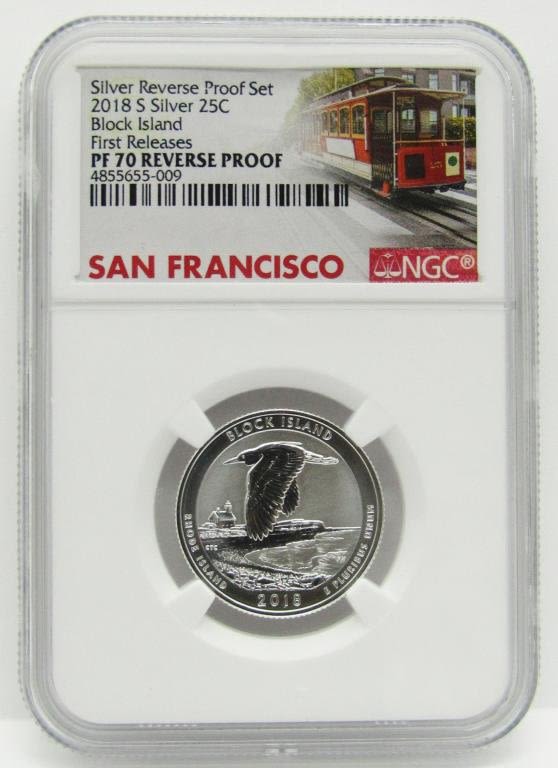 Silver Reverse Proof Set
2018 S Silver 25C
Block Island
First Releases
PF 70 REVERSE PROOF
4855655-009
SAN FRANCISCO
NGC®
BLOCK ISLAND
RHODE ISLAND
CTC
2018
E PLURIBUS UNUM